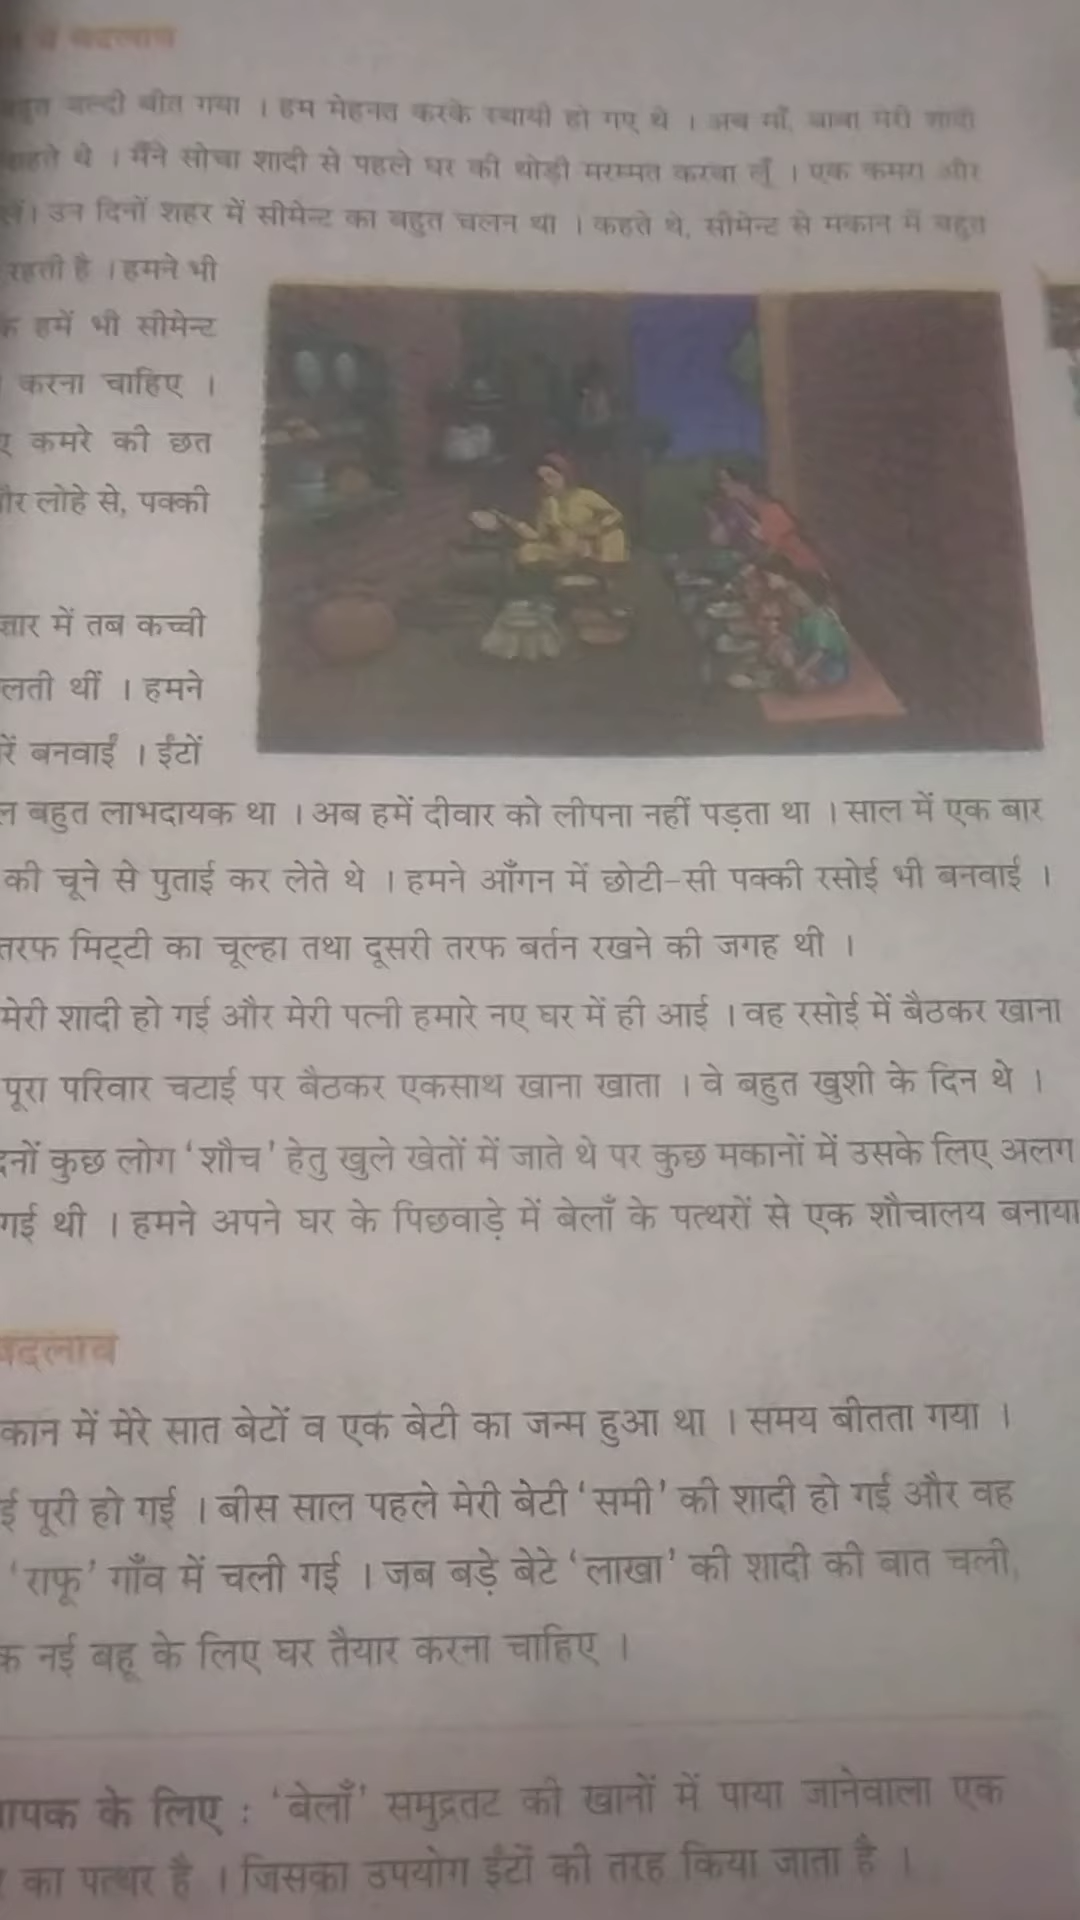 में बदलाव
जल्दी बीत गया । हम मेहनत करके स्थायी हो गए थे । अब माँ, बाबा मेरी शादी
थे । मैंने सोचा शादी से पहले घर की थोड़ी मरम्मत करवा लूँ । एक कमरा और
उन दिनों शहर में सीमेन्ट का बहुत चलन था । कहते थे, सीमेन्ट से मकान में बहुत
रहती है । हमने भी
हमें भी सीमेन्ट
करना चाहिए ।
कमरे की छत
लोहे से, पक्की
में तब कच्ची
थीं । हमने
बनवाईं । ईंटों
बहुत लाभदायक था । अब हमें दीवार को लीपना नहीं पड़ता था । साल में एक बार
की चूने से पुताई कर लेते थे । हमने आँगन में छोटी-सी पक्की रसोई भी बनवाई ।
तरफ मिट्टी का चूल्हा तथा दूसरी तरफ बर्तन रखने की जगह थी ।
मेरी शादी हो गई और मेरी पत्नी हमारे नए घर में ही आई । वह रसोई में बैठकर खाना
पूरा परिवार चटाई पर बैठकर एकसाथ खाना खाता । वे बहुत खुशी के दिन थे ।
कुछ लोग ‘शौच’ हेतु खुले खेतों में जाते थे पर कुछ मकानों में उसके लिए अलग
गई थी । हमने अपने घर के पिछवाड़े में बेलाँ के पत्थरों से एक शौचालय बनाया
बदलाव
में मेरे सात बेटों व एक बेटी का जन्म हुआ था । समय बीतता गया ।
पूरी हो गई । बीस साल पहले मेरी बेटी ‘समी’ की शादी हो गई और वह
‘राफू’ गाँव में चली गई । जब बड़े बेटे ‘लाखा’ की शादी की बात चली,
नई बहू के लिए घर तैयार करना चाहिए ।
के लिए : ‘बेलाँ’ समुद्रतट की खानों में पाया जानेवाला एक
का पत्थर है । जिसका उपयोग ईंटों की तरह किया जाता है ।